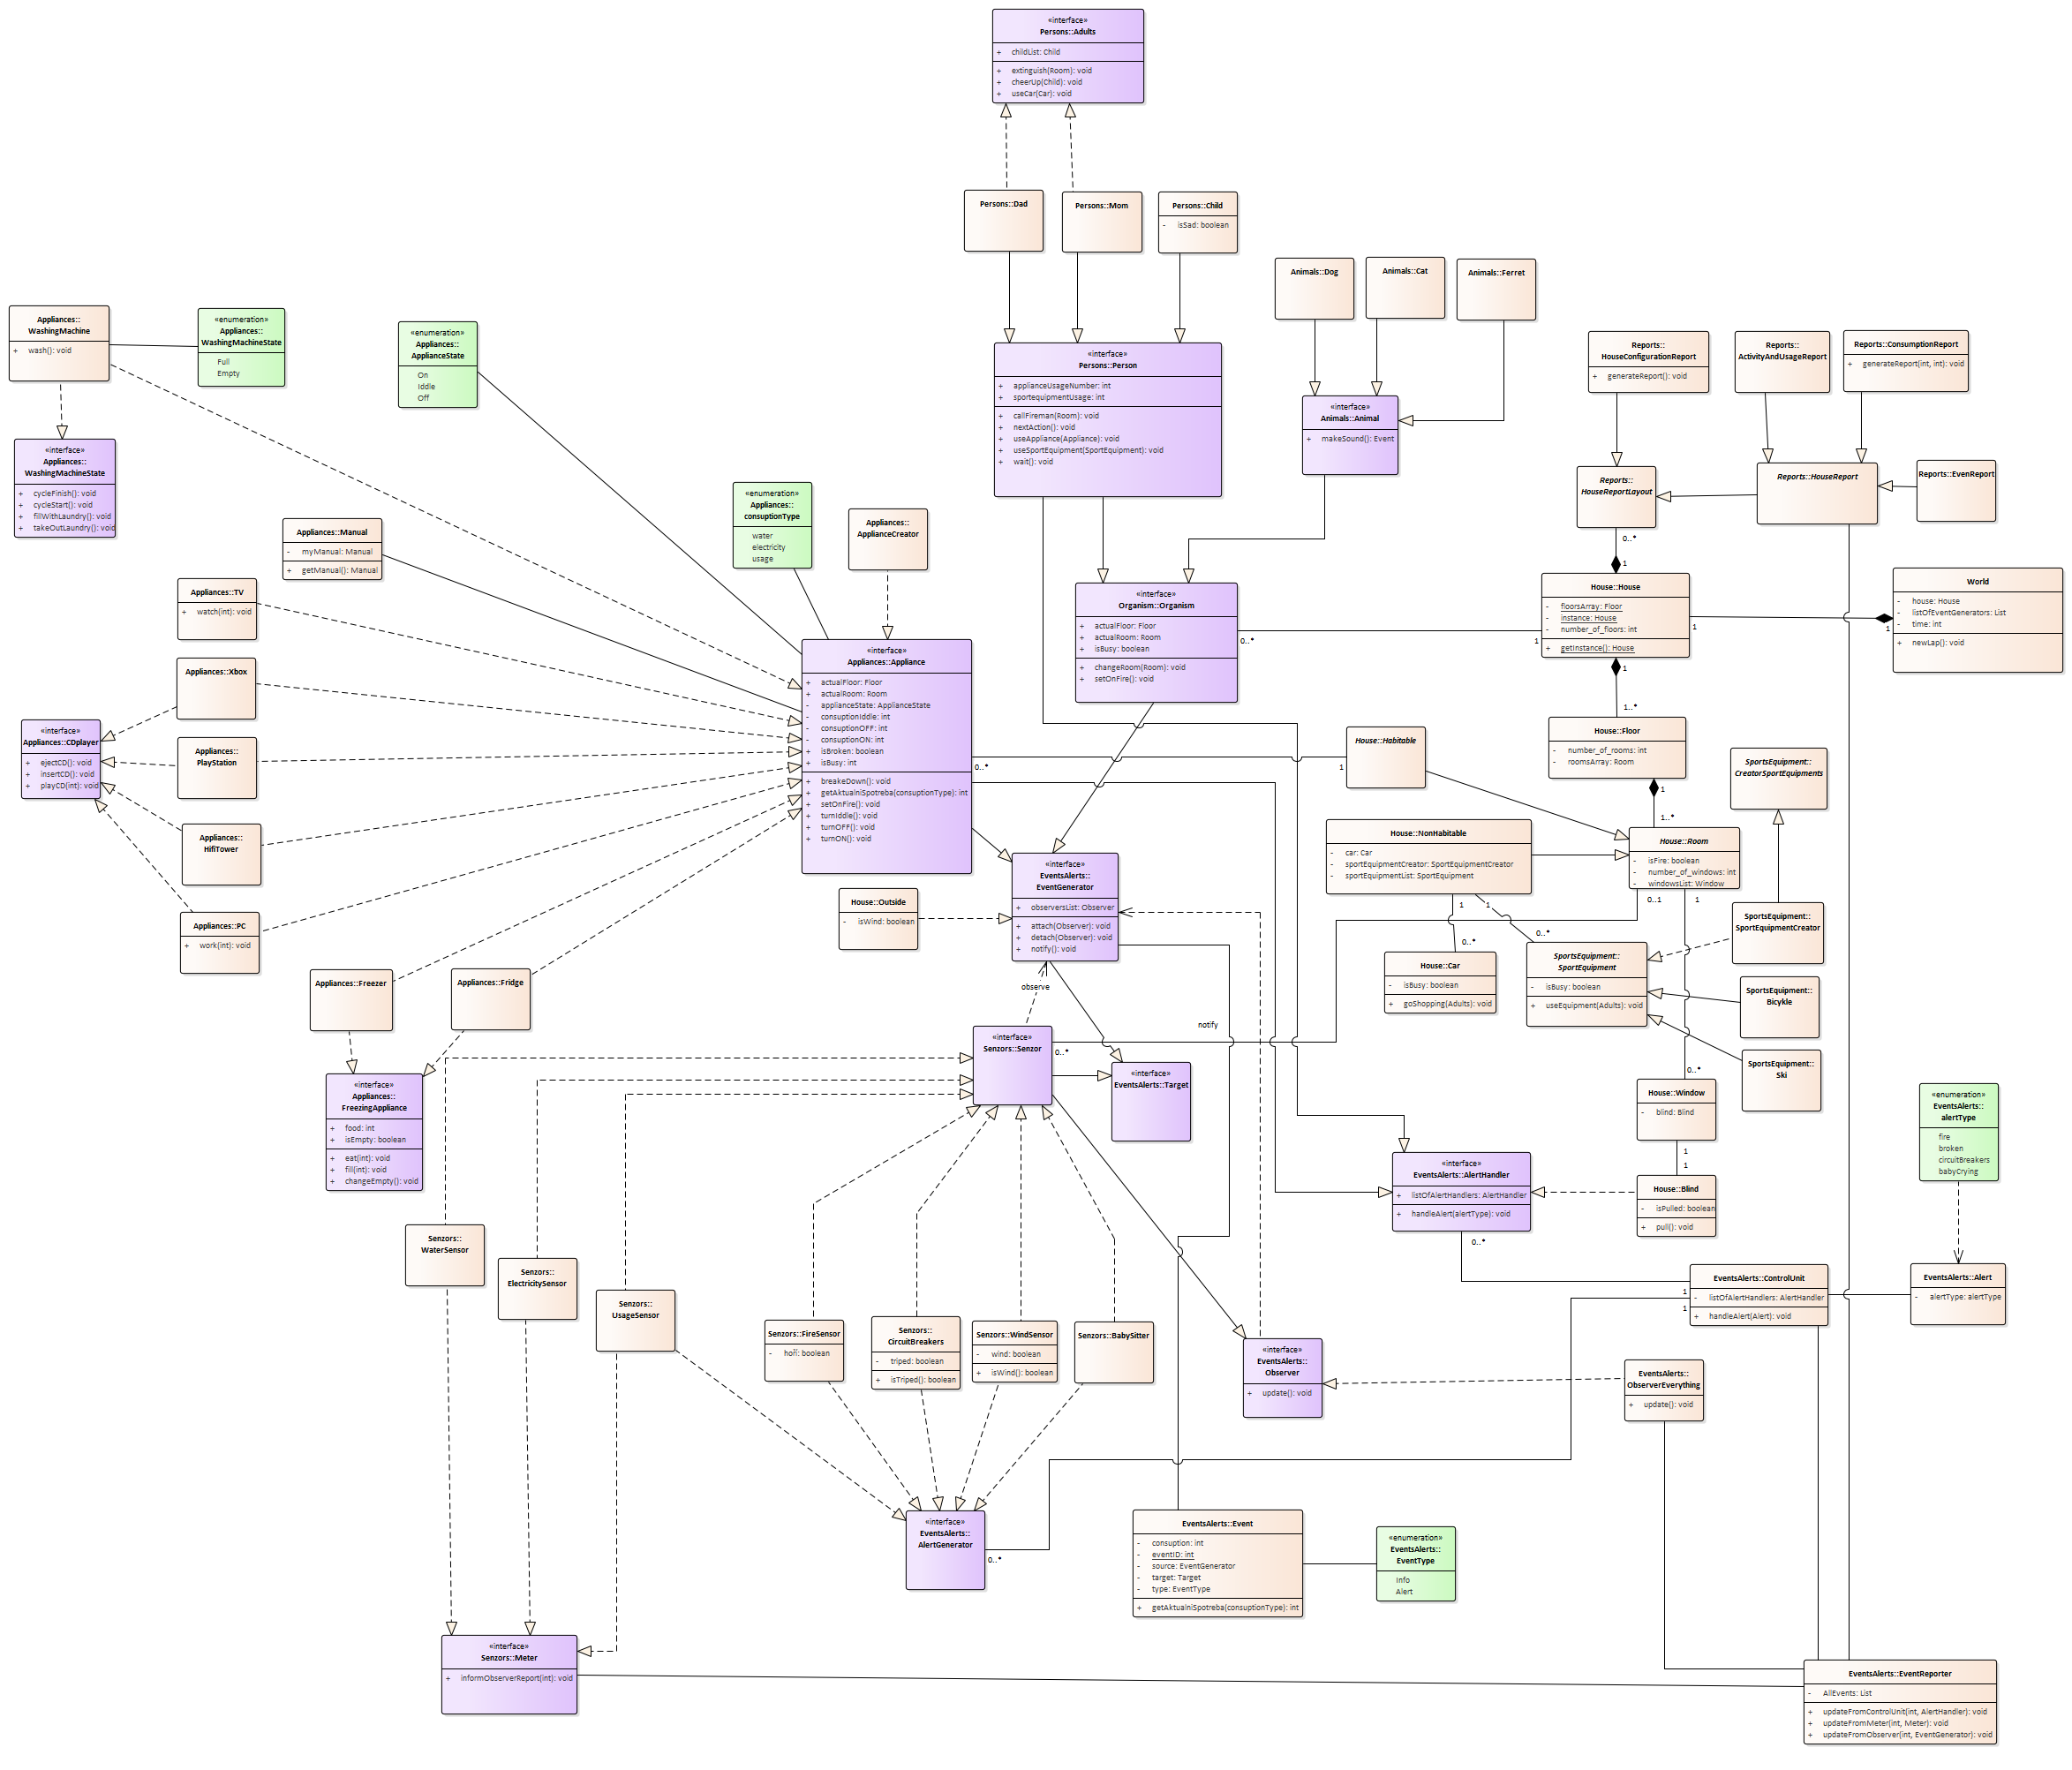 «interface»
Persons::Adults
+ childList: Child
+ extinguish(Room): void
+ cheerUp(Child): void
+ useCar(Car): void
Persons::Dad
Persons::Mom
Persons::Child
- isSad: boolean
Animals::Dog
Animals::Cat
Animals::Ferret
Appliances::
WashingMachine
+ wash(): void
«enumeration»
Appliances::
WashingMachineState
Full
Empty
«enumeration»
Appliances::
ApplianceState
On
Iddle
Off
«interface»
Persons::Person
+ applianceUsageNumber: int
+ sportequipmentUsage: int
+ callFireman(Room): void
+ nextAction(): void
+ useAppliance(Appliance): void
+ useSportEquipment(SportEquipment): void
+ wait(): void
«interface»
Animals::Animal
+ makeSound(): Event
Reports::
HouseConfigurationReport
+ generateReport(): void
Reports::
ActivityAndUsageReport
Reports::ConsumptionReport
+ generateReport(int, int): void
«interface»
Appliances::
WashingMachineState
+ cycleFinish(): void
+ cycleStart(): void
+ fillWithLaundry(): void
+ takeOutLaundry(): void
Reports::
HouseReportLayout
Reports::HouseReport
Reports::EvenReport
Appliances::Manual
- myManual: Manual
+ getManual(): Manual
«enumeration»
Appliances::
consuptionType
water
electricity
usage
Appliances::
ApplianceCreator
0..*
1
Appliances::TV
+ watch(int): void
«interface»
Organism::Organism
+ actualFloor: Floor
+ actualRoom: Room
+ isBusy: boolean
+ changeRoom(Room): void
+ setOnFire(): void
0..*
1
House::House
- floorsArray: Floor
- instance: House
- number_of_floors: int
+ getInstance(): House
1
1
World
- house: House
- listOfEventGenerators: List
- time: int
+ newLap(): void
1
1..*
Appliances::Xbox
«interface»
Appliances::Appliance
+ actualFloor: Floor
+ actualRoom: Room
- applianceState: ApplianceState
- consuptionIddle: int
- consuptionOFF: int
- consuptionON: int
+ isBroken: boolean
+ isBusy: int
+ breakeDown(): void
+ getAktualniSpotreba(consuptionType): int
+ setOnFire(): void
+ turnIddle(): void
+ turnOFF(): void
+ turnON(): void
0..*
1
«interface»
Appliances::CDplayer
+ ejectCD(): void
+ insertCD(): void
+ playCD(int): void
Appliances::
PlayStation
House::Habitable
House::Floor
- number_of_rooms: int
- roomsArray: Room
1
1..*
SportsEquipment::
CreatorSportEquipments
Appliances::
HifiTower
House::NonHabitable
- car: Car
- sportEquipmentCreator: SportEquipmentCreator
- sportEquipmentList: SportEquipment
House::Room
- isFire: boolean
- number_of_windows: int
- windowsList: Window
«interface»
EventsAlerts::
EventGenerator
+ observersList: Observer
+ attach(Observer): void
+ detach(Observer): void
+ notify(): void
House::Outside
- isWind: boolean
Appliances::PC
+ work(int): void
1
1
0..1
1
0..*
0..*
SportsEquipment::
SportEquipmentCreator
House::Car
- isBusy: boolean
+ goShopping(Adults): void
SportsEquipment::
SportEquipment
- isBusy: boolean
+ useEquipment(Adults): void
Appliances::Freezer
Appliances::Fridge
observe
SportsEquipment::
Bicykle
notify
«interface»
Senzors::Senzor
0..*
«interface»
EventsAlerts::Target
SportsEquipment::
Ski
0..*
«interface»
Appliances::
FreezingAppliance
+ food: int
+ isEmpty: boolean
+ eat(int): void
+ fill(int): void
+ changeEmpty(): void
House::Window
- blind: Blind
1
1
«enumeration»
EventsAlerts::
alertType
fire
broken
circuitBreakers
babyCrying
«interface»
EventsAlerts::AlertHandler
+ listOfAlertHandlers: AlertHandler
+ handleAlert(alertType): void
0..*
House::Blind
- isPulled: boolean
+ pull(): void
Senzors::
WaterSensor
Senzors::
ElectricitySensor
Senzors::
UsageSensor
1
1
EventsAlerts::ControlUnit
- listOfAlertHandlers: AlertHandler
+ handleAlert(Alert): void
EventsAlerts::Alert
- alertType: alertType
Senzors::FireSensor
- hoří: boolean
Senzors::
CircuitBreakers
- triped: boolean
+ isTriped(): boolean
Senzors::WindSensor
- wind: boolean
+ isWind(): boolean
Senzors::BabySitter
«interface»
EventsAlerts::
Observer
+ update(): void
EventsAlerts::
ObserverEverything
+ update(): void
«interface»
EventsAlerts::
AlertGenerator
0..*
EventsAlerts::Event
- consuption: int
- eventID: int
- source: EventGenerator
- target: Target
- type: EventType
+ getAktualniSpotreba(consuptionType): int
«enumeration»
EventsAlerts::
EventType
Info
Alert
«interface»
Senzors::Meter
+ informObserverReport(int): void
EventsAlerts::EventReporter
- AllEvents: List
+ updateFromControlUnit(int, AlertHandler): void
+ updateFromMeter(int, Meter): void
+ updateFromObserver(int, EventGenerator): void